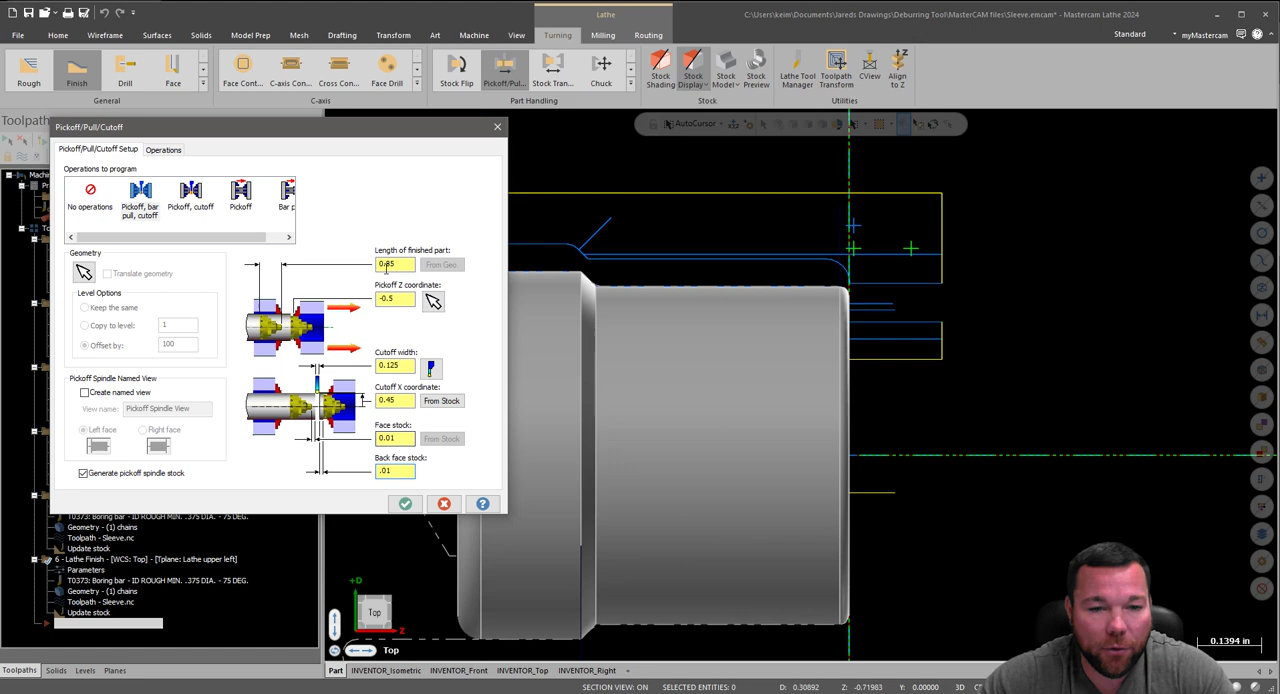 Lathe
C:\Users\keim\Documents\Jareds Drawings\Deburring Tool\MasterCAM files\Sleeve.emcam* - Mastercam Lathe 2024
File Home Wireframe Surfaces Solids Model Prep Mesh Drafting Transform Art Machine View Turning Milling Routing
Standard myMastercam
Rough Finish Drill Face Face Cont... C-axis Con... Cross Con... Face Drill Stock Flip Pickoff/Pul... Stock Tran... Chuck Stock Shading Stock Display Stock Model Stock Preview Lathe Tool Manager Toolpath Transform CView Align to Z
General C-axis Part Handling Stock Utilities
Toolpath
AutoCursor
Machin
Pickoff/Pull/Cutoff
Pickoff/Pull/Cutoff Setup Operations
Operations to program
No operations Pickoff, bar pull, cutoff Pickoff, cutoff Pickoff Bar p
Geometry
Translate geometry
Level Options
Keep the same
Copy to level: 1
Offset by: 100
Pickoff Spindle Named View
Create named view
View name: Pickoff Spindle View
Left face Right face
Generate pickoff spindle stock
Length of finished part:
0.85 From Geo.
Pickoff Z coordinate:
-0.5
Cutoff width:
0.125
Cutoff X coordinate:
0.45 From Stock
Face stock:
0.01 From Stock
Back face stock:
.01
T0373: Boring bar - ID ROUGH MIN. .375 DIA. - 75 DEG.
Geometry - (1) chains
Toolpath - Sleeve.nc
Update stock
6 - Lathe Finish - [WCS: Top] - [Tplane: Lathe upper left]
Parameters
T0373: Boring bar - ID ROUGH MIN. .375 DIA. - 75 DEG.
Geometry - (1) chains
Toolpath - Sleeve.nc
Update stock
+D
Top
Z
Top
0.1394 in
Toolpaths Solids Levels Planes
Part INVENTOR_Isometric INVENTOR_Front INVENTOR_Top INVENTOR_Right +
SECTION VIEW: ON SELECTED ENTITIES: 0 D: 0.30892 Z: -0.71983 Y: 0.00000 3D